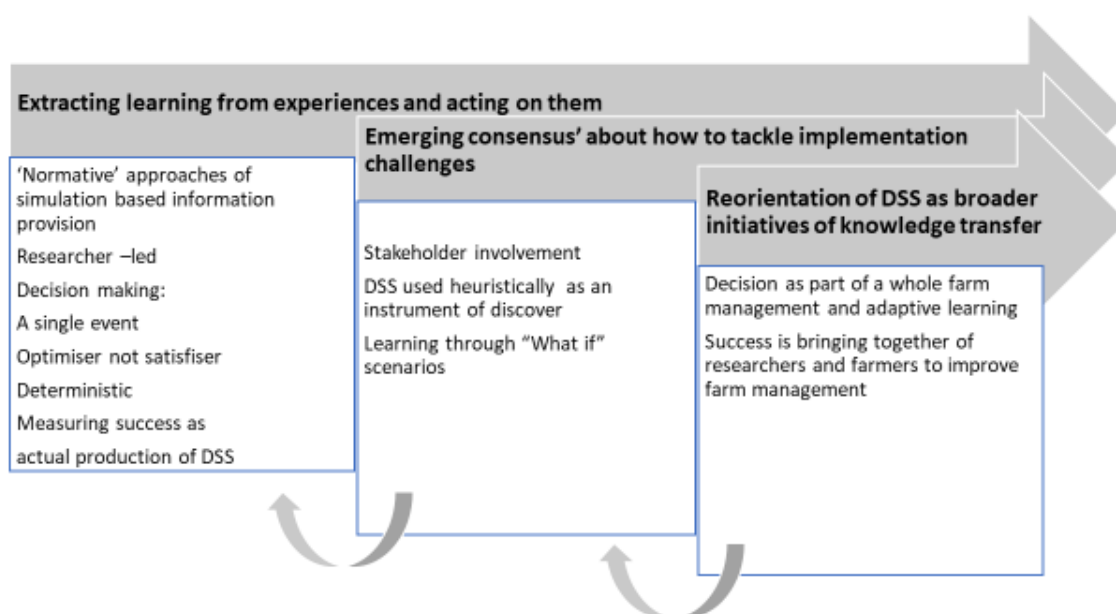 Extracting learning from experiences and acting on them
‘Normative’ approaches of
simulation based information
provision
Researcher –led
Decision making:
A single event
Optimiser not satisfiser
Deterministic
Measuring success as
actual production of DSS
Emerging consensus’ about how to tackle implementation
challenges
Stakeholder involvement
DSS used heuristically as an
instrument of discover
Learning through “What if”
scenarios
Reorientation of DSS as broader
initiatives of knowledge transfer
Decision as part of a whole farm
management and adaptive learning
Success is bringing together of
researchers and farmers to improve
farm management